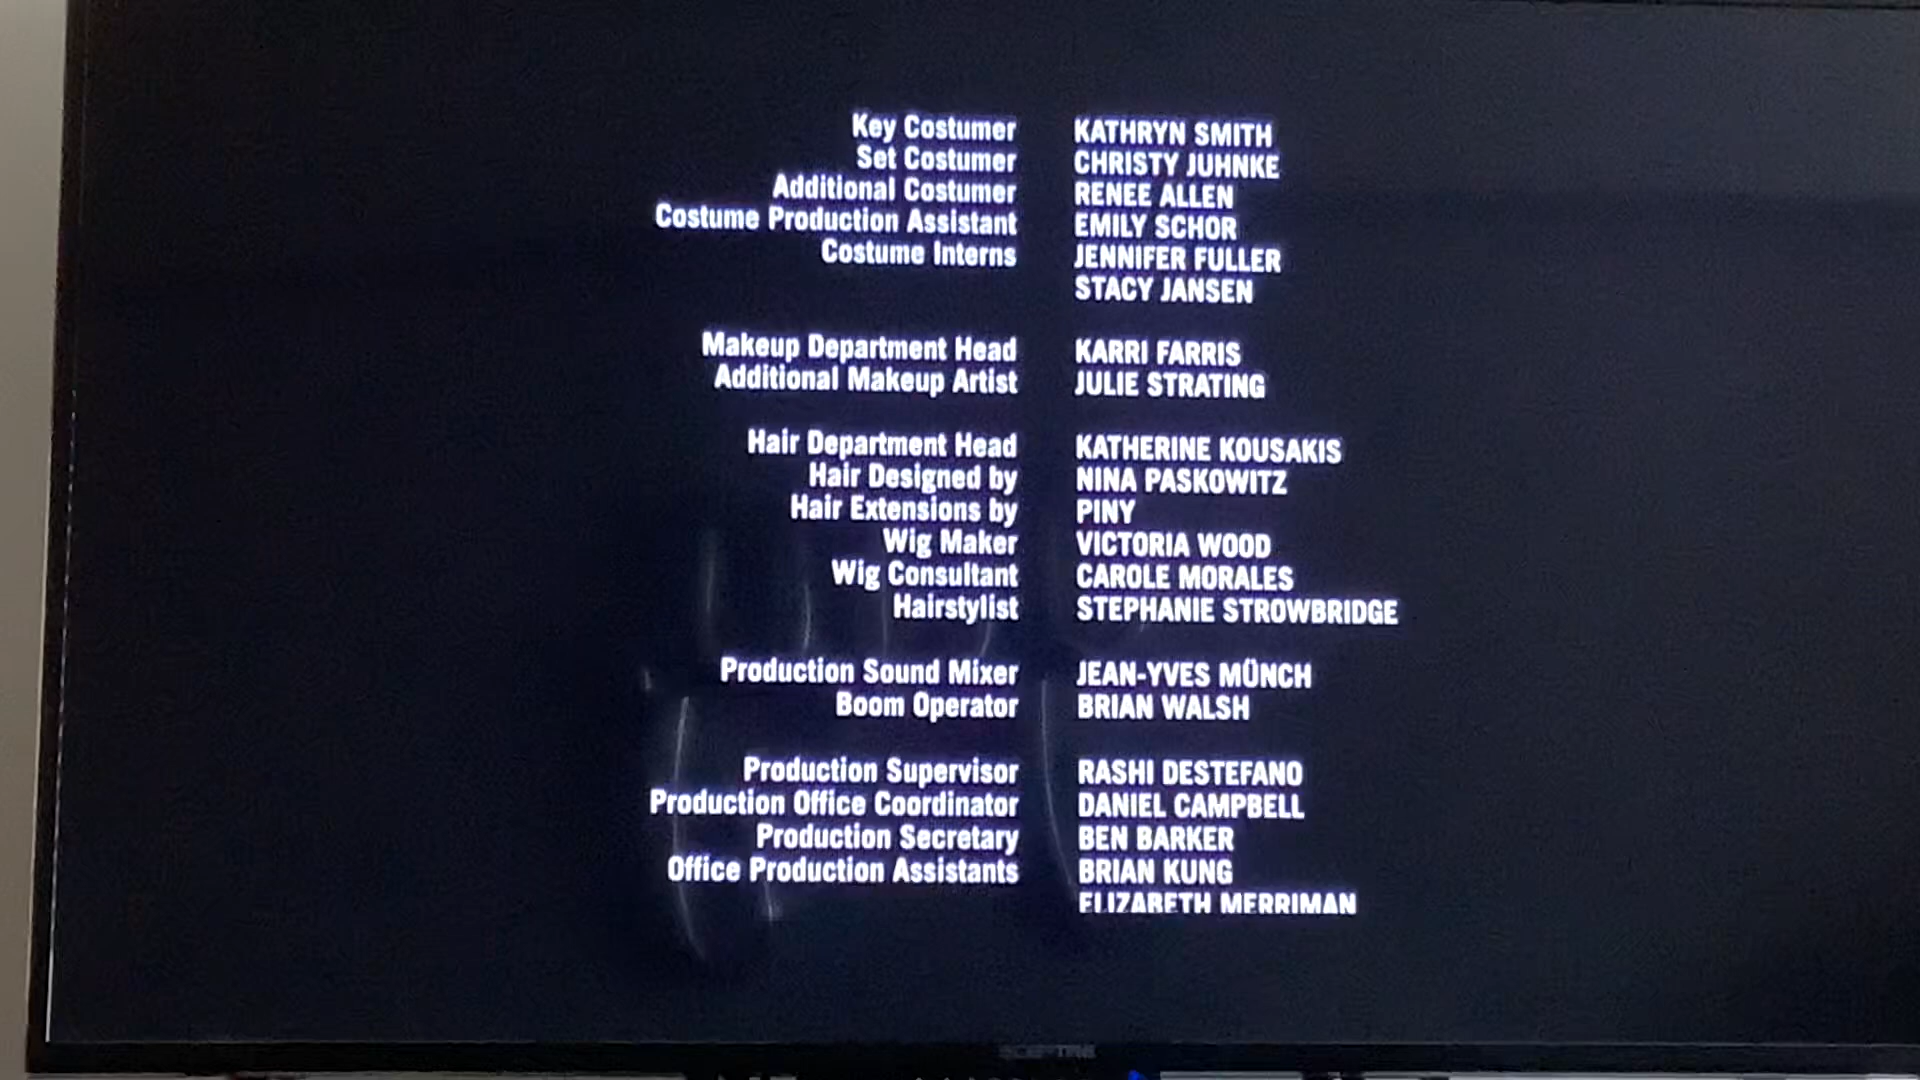 Key Costumer KATHRYN SMITH
Set Costumer CHRISTY JUHNKE
Additional Costumer RENEE ALLEN
Costume Production Assistant EMILY SCHOR
Costume Interns JENNIFER FULLER
STACY JANSEN
Makeup Department Head KARRI FARRIS
Additional Makeup Artist JULIE STRATING
Hair Department Head KATHERINE KOUSAKIS
Hair Designed by NINA PASKOWITZ
Hair Extensions by PINY
Wig Maker VICTORIA WOOD
Wig Consultant CAROLE MORALES
Hairstylist STEPHANIE STROWBRIDGE
Production Sound Mixer JEAN-YVES MÜNCH
Boom Operator BRIAN WALSH
Production Supervisor RASHI DESTEFANO
Production Office Coordinator DANIEL CAMPBELL
Production Secretary BEN BARKER
Office Production Assistants BRIAN KUNG
ELIZABETH MERRIMAN
SCEPTRE